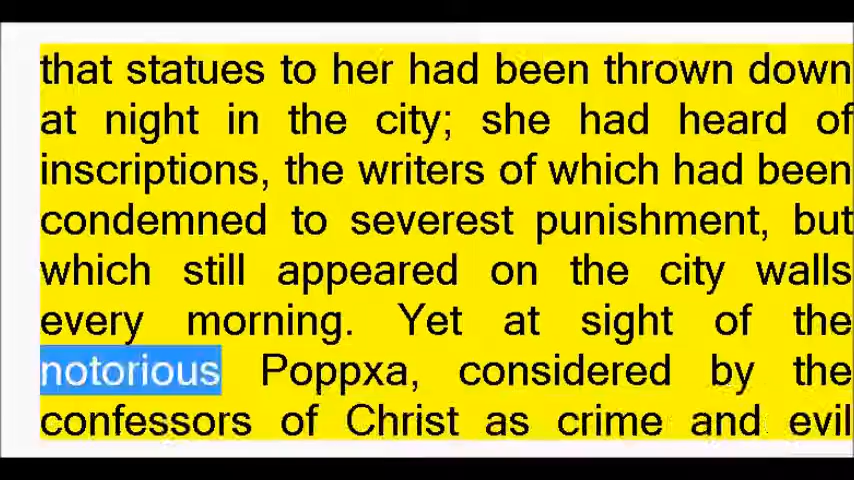 that statues to her had been thrown down
at night in the city; she had heard of
inscriptions, the writers of which had been
condemned to severest punishment, but
which still appeared on the city walls
every morning. Yet at sight of the
notorious Poppxa, considered by the
confessors of Christ as crime and evil